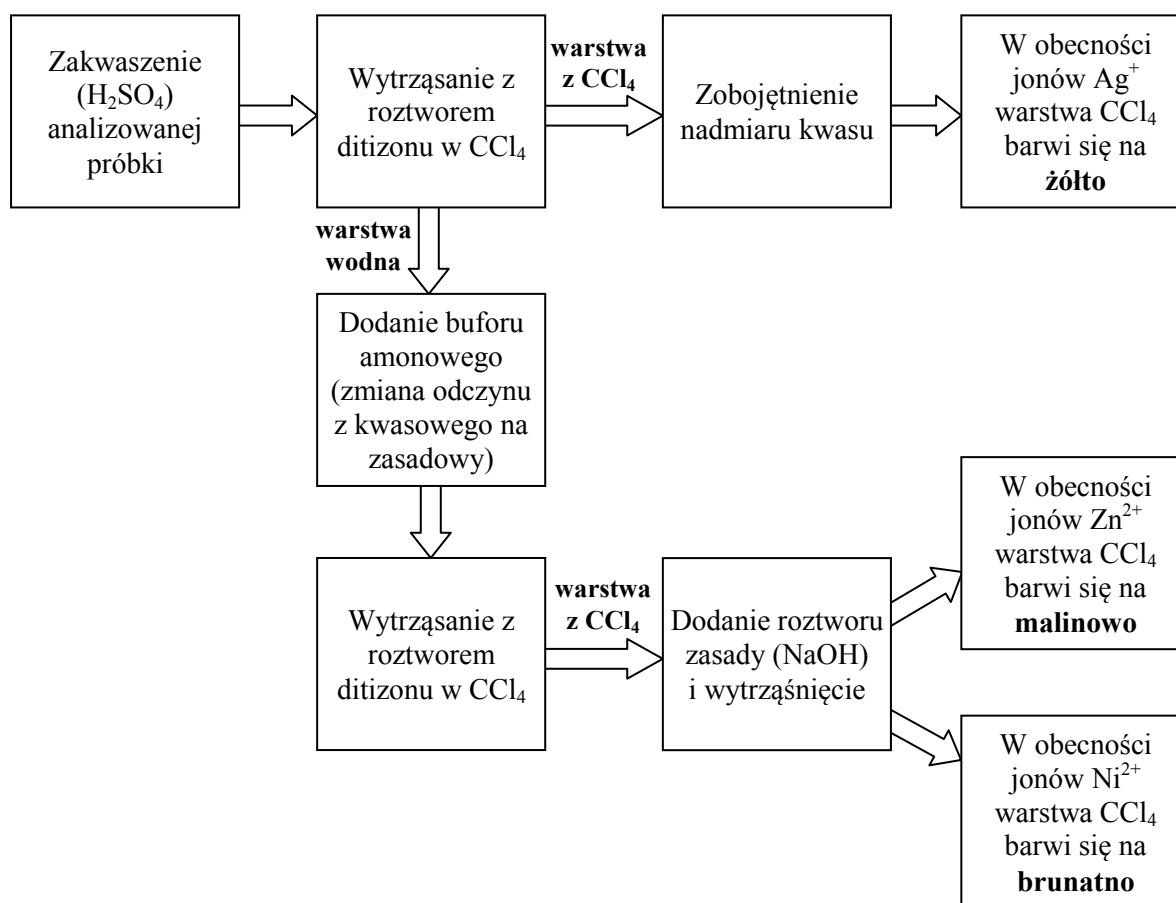 Zakwaszenie
(H₂SO₄)
analizowanej
próbki
Wytrząsanie z
roztworem
ditizonu w CCl₄
warstwa
z CCl₄
Zobojętnienie
nadmiaru kwasu
W obecności
jonów Ag⁺
warstwa CCl₄
barwi się na
żółto
warstwa
wodna
Dodanie buforu
amonowego
(zmiana odczynu
z kwasowego na
zasadowy)
Wytrząsanie z
roztworem
ditizonu w CCl₄
warstwa
z CCl₄
Dodanie roztworu
zasady (NaOH)
i wytrząśnięcie
W obecności
jonów Zn²⁺
warstwa CCl₄
barwi się na
malinowo
W obecności
jonów Ni²⁺
warstwa CCl₄
barwi się na
brunatno